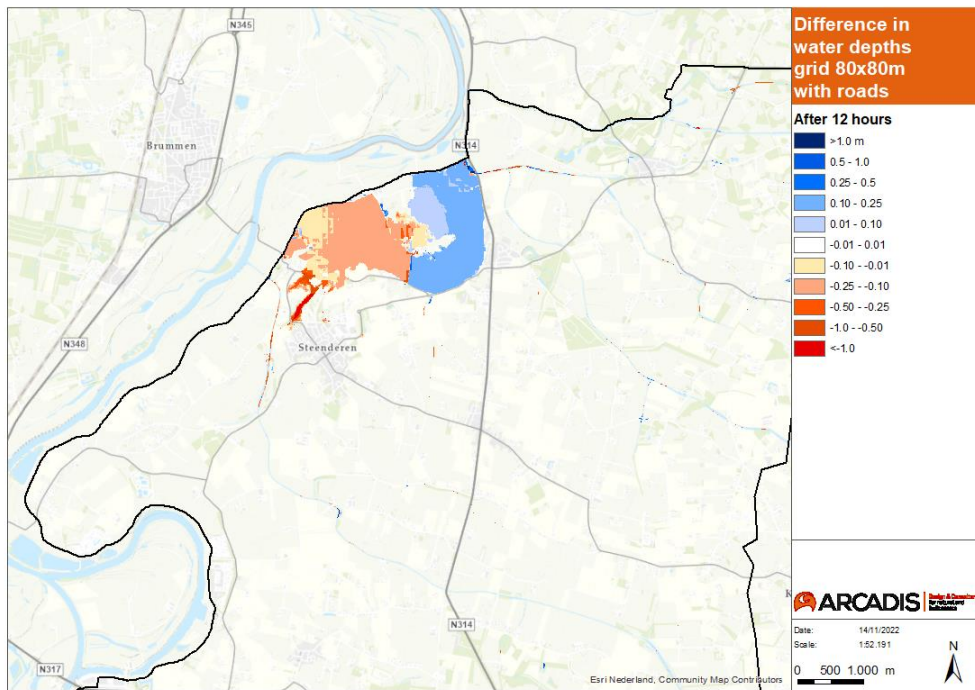 Difference in
water depths
grid 80x80m
with roads
After 12 hours
>1.0 m
0.5 - 1.0
0.25 - 0.5
0.10 - 0.25
0.01 - 0.10
-0.01 - 0.01
-0.10 - -0.01
-0.25 - -0.10
-0.50 - -0.25
-1.0 - -0.50
<-1.0
N345
Brummen
N314
N348
Steenderen
N314
N317
K
Esri Nederland, Community Map Contributors
ARCADIS
Date: 14/11/2022
Scale: 1:52.191
0 500 1.000 m
N